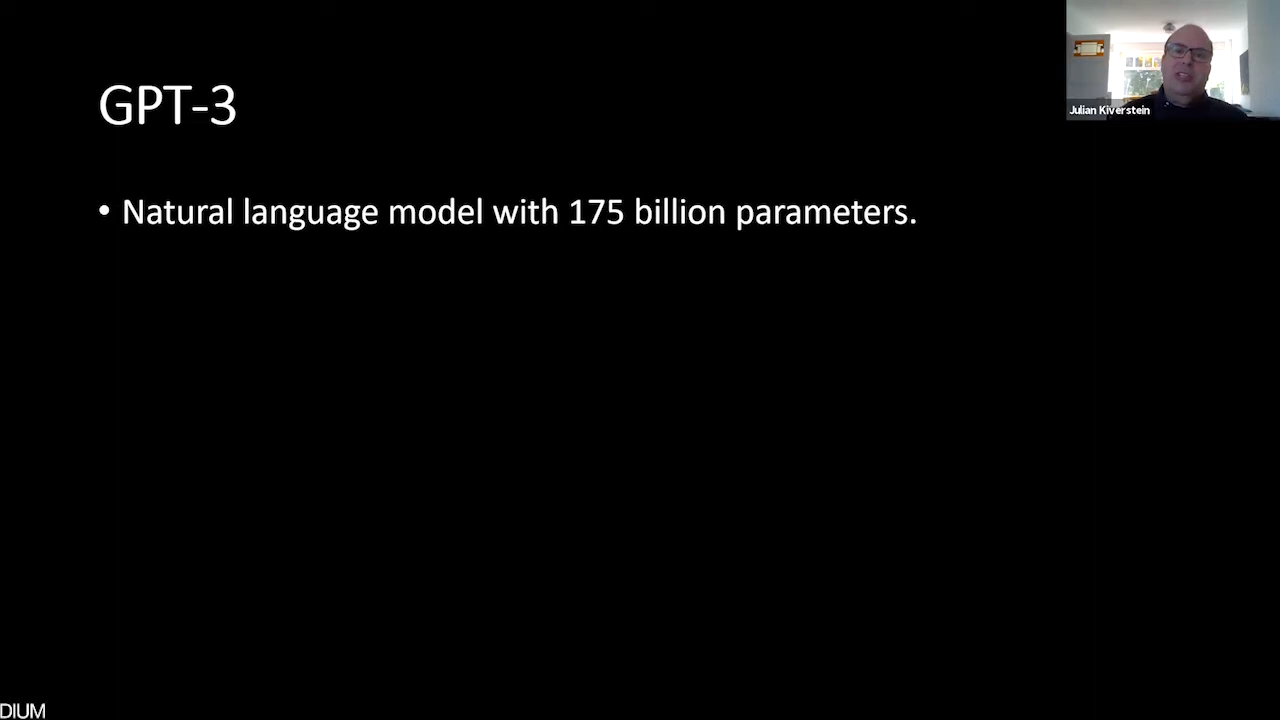 GPT-3
Julian Kiverstein
• Natural language model with 175 billion parameters.
DIUM